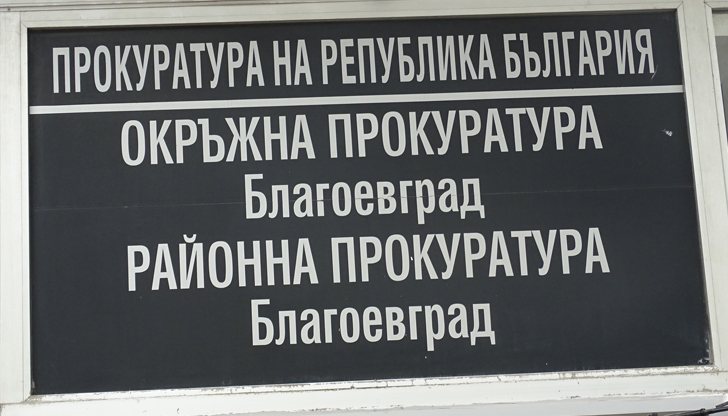 ПРОКУРАТУРА НА РЕПУБЛИКА БЪЛГАРИЯ
ОКРЪЖНА ПРОКУРАТУРА
Благоевград
РАЙОННА ПРОКУРАТУРА
Благоевград